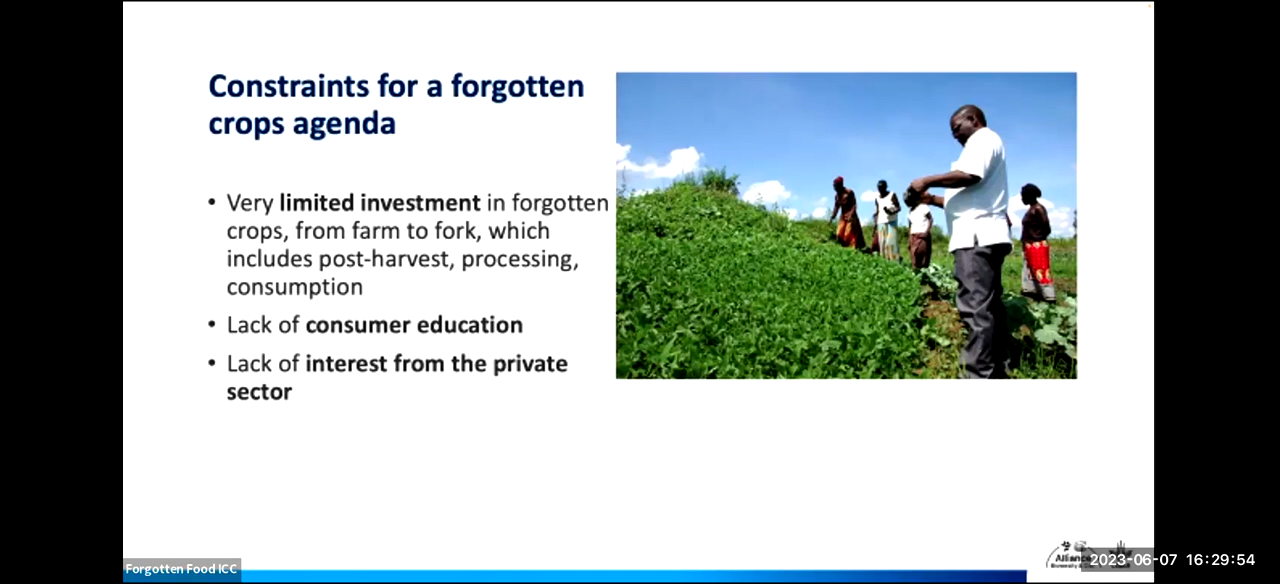 Constraints for a forgotten
crops agenda
• Very limited investment in forgotten
crops, from farm to fork, which
includes post-harvest, processing,
consumption
• Lack of consumer education
• Lack of interest from the private
sector
Forgotten Food ICC
Alliance
2023-06-07 16:29:54